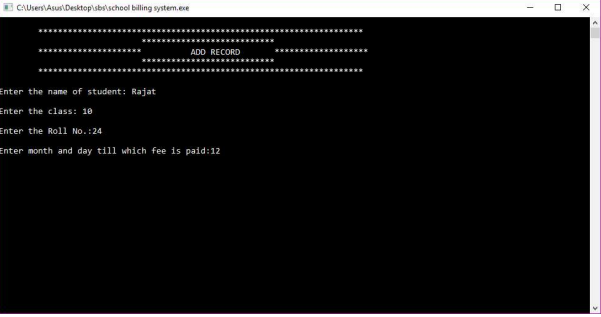 C:\Users\Asus\Desktop\sbs\school billing system.exe
******************************************************************
***************************
********************* ADD RECORD *******************
***************************
******************************************************************
Enter the name of student: Rajat
Enter the class: 10
Enter the Roll No.:24
Enter month and day till which fee is paid:12